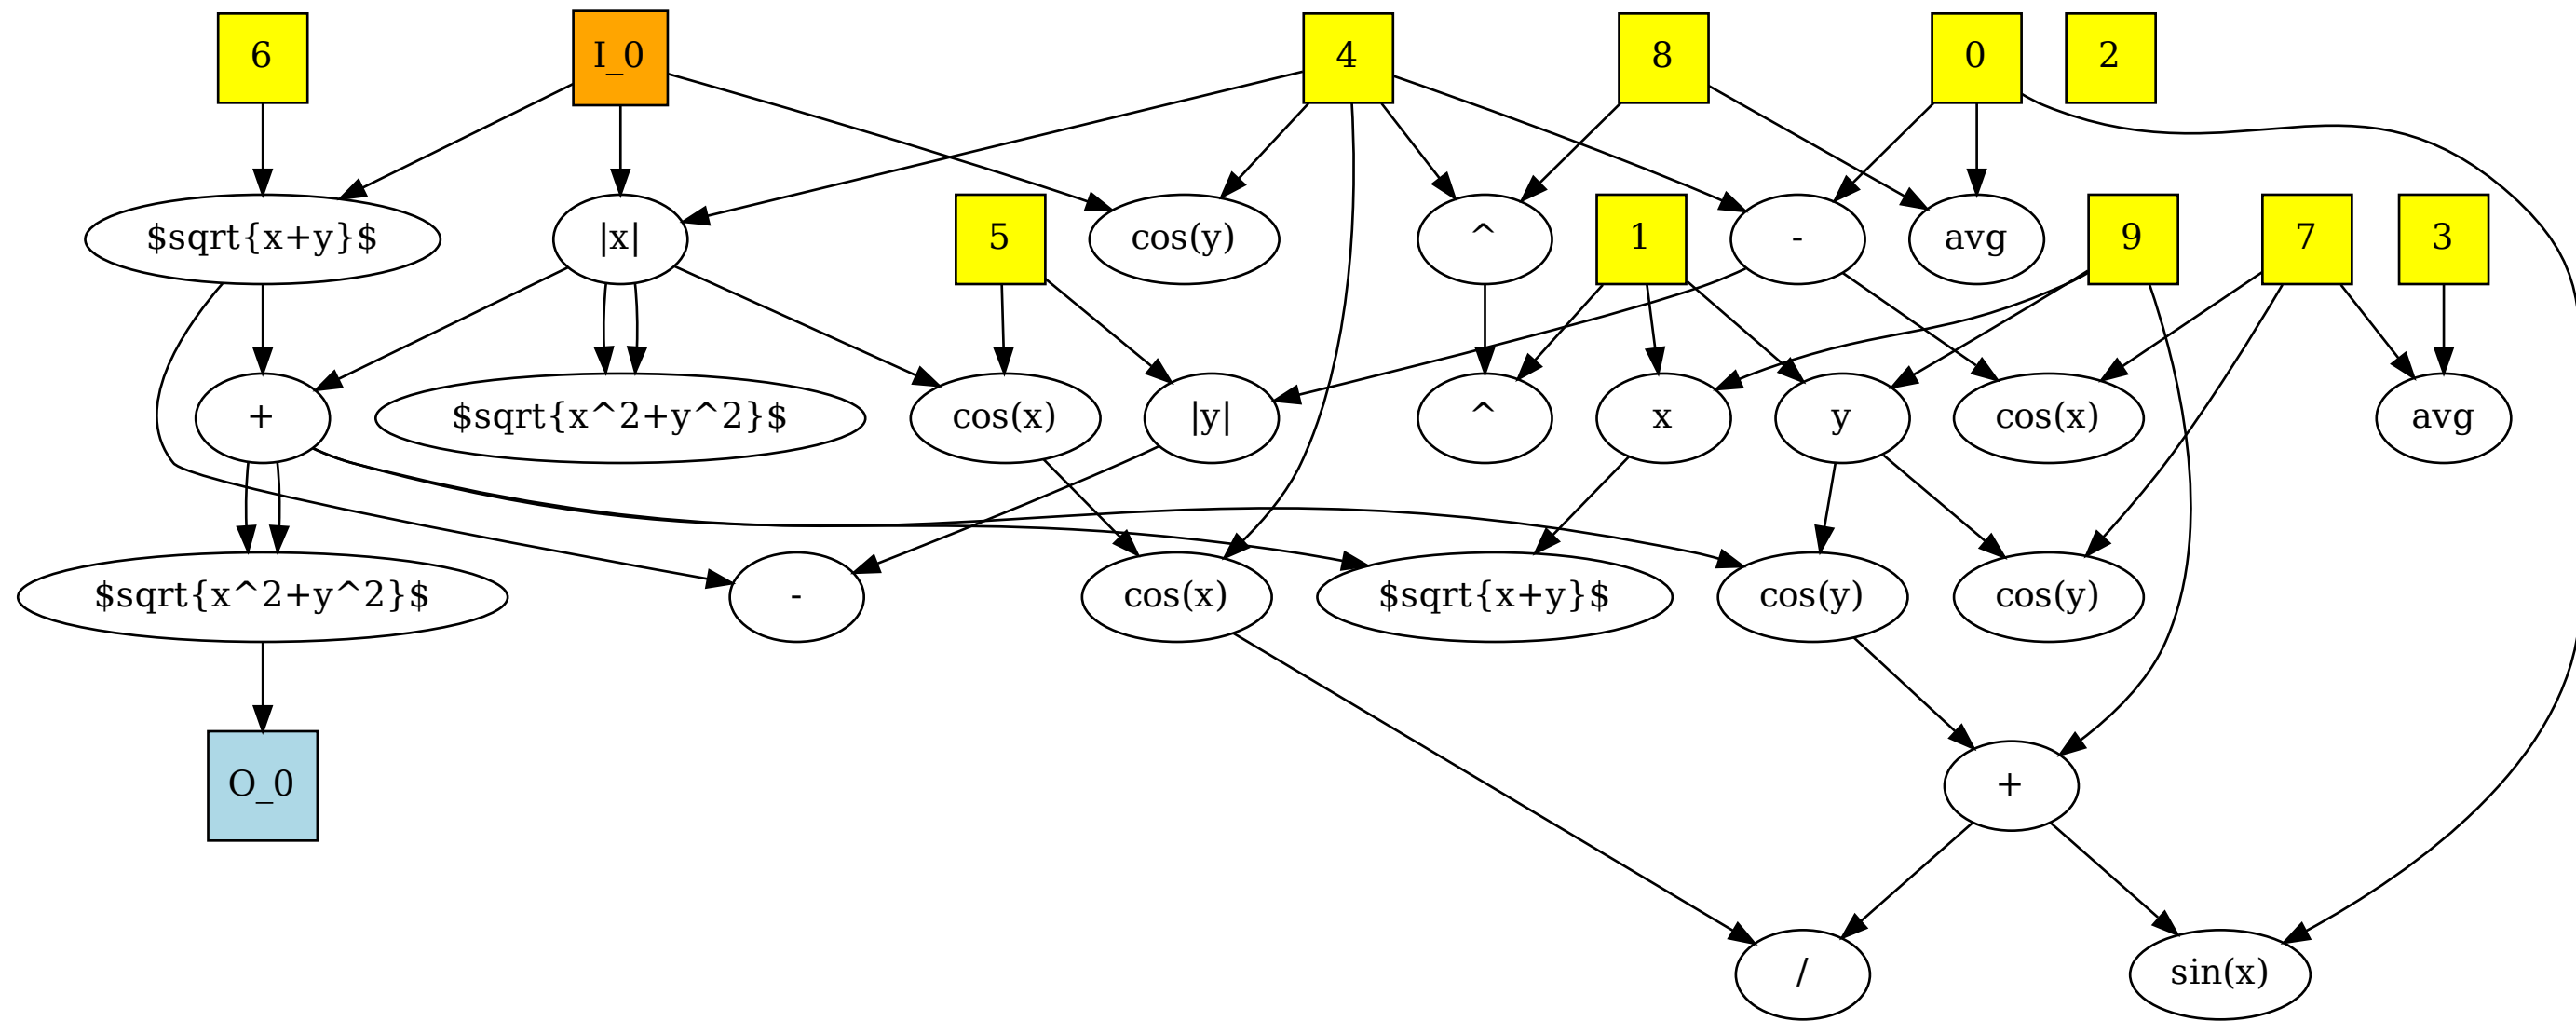 6
I_0
4
8
0
2
$sqrt{x+y}$
|x|
5
cos(y)
^
1
-
avg
9
7
3
+
$sqrt{x^2+y^2}$
cos(x)
|y|
^
x
y
cos(x)
avg
$sqrt{x^2+y^2}$
-
cos(x)
$sqrt{x+y}$
cos(y)
cos(y)
O_0
+
/
sin(x)